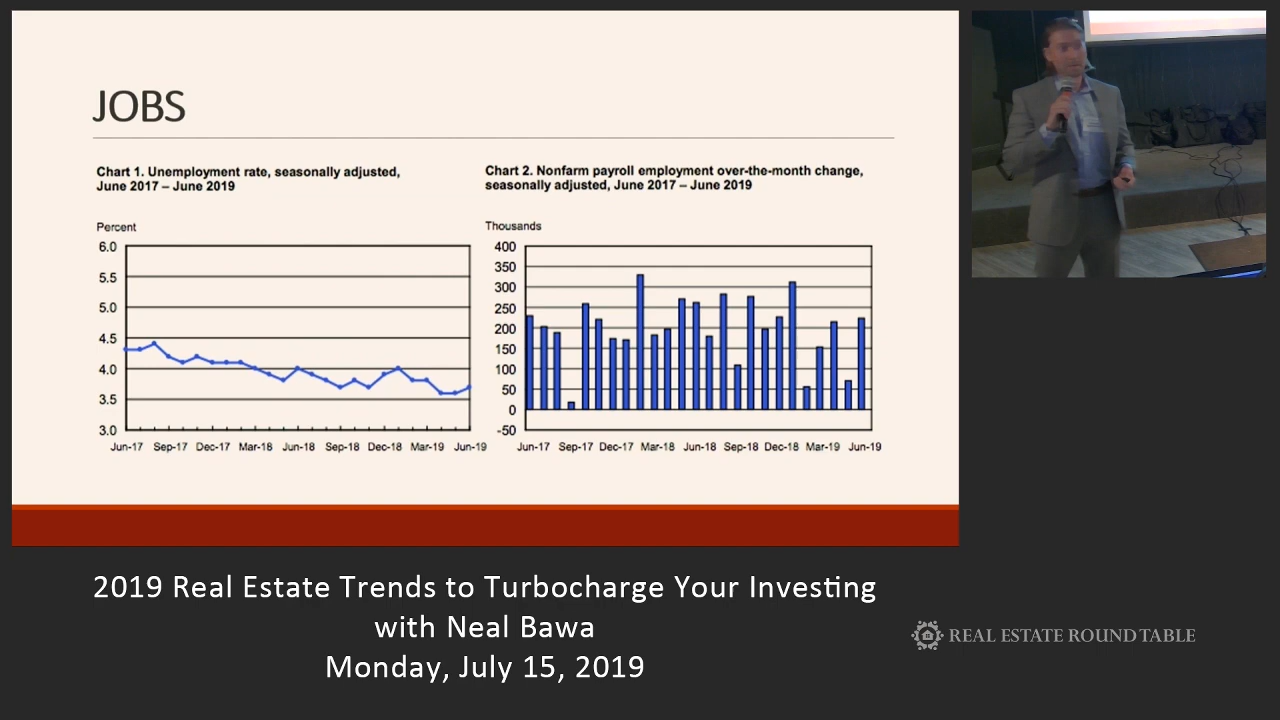 JOBS
Chart 1. Unemployment rate, seasonally adjusted,
June 2017 – June 2019
Percent
6.0
5.5
5.0
4.5
4.0
3.5
3.0
Jun-17 Sep-17 Dec-17 Mar-18 Jun-18 Sep-18 Dec-18 Mar-19 Jun-19
Chart 2. Nonfarm payroll employment over-the-month change,
seasonally adjusted, June 2017 – June 2019
Thousands
400
350
300
250
200
150
100
50
0
-50
Jun-17 Sep-17 Dec-17 Mar-18 Jun-18 Sep-18 Dec-18 Mar-19 Jun-19
2019 Real Estate Trends to Turbocharge Your Investing
with Neal Bawa
Monday, July 15, 2019
REAL ESTATE ROUND TABLE